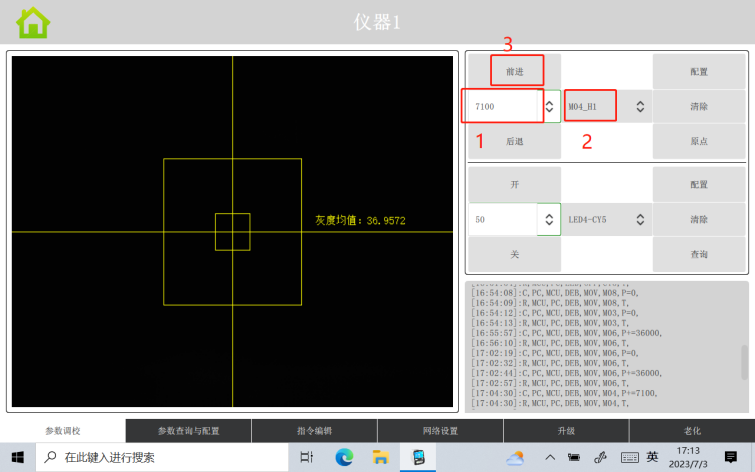 仪器1
3
前进
配置
7100
M04_H1
清除
1
后退
2
原点
开
配置
灰度均值: 36.9572
50
LED4-CY5
清除
关
查询
[16:54:08]:C,PC,MCU,DEB,MOV,M08,P=0,
[16:54:09]:R,MCU,PC,DEB,MOV,M08,T,
[16:54:12]:C,PC,MCU,DEB,MOV,M03,P=0,
[16:54:13]:R,MCU,PC,DEB,MOV,M03,T,
[16:55:57]:C,PC,MCU,DEB,MOV,M06,P+=36000,
[16:56:10]:R,MCU,PC,DEB,MOV,M06,T,
[17:02:19]:C,PC,MCU,DEB,MOV,M06,P=0,
[17:02:32]:R,MCU,PC,DEB,MOV,M06,T,
[17:02:44]:C,PC,MCU,DEB,MOV,M06,P+=36000,
[17:02:57]:R,MCU,PC,DEB,MOV,M06,T,
[17:04:30]:C,PC,MCU,DEB,MOV,M04,P+=7100,
[17:04:30]:R,MCU,PC,DEB,MOV,M04,T,
参数调校
参数查询与配置
指令编辑
网络设置
升级
老化
在此键入进行搜索
英
17:13
2023/7/3